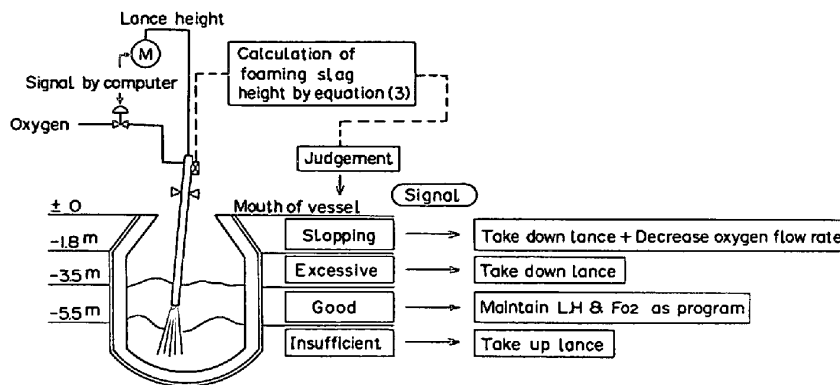 Lance height
M
Signal by computer
Oxygen
Calculation of
foaming slag
height by equation (3)
Judgement
Signal
± 0
Mouth of vessel
-1.8 m
-3.5 m
-5.5 m
Slopping
Take down lance + Decrease oxygen flow rate
Excessive
Take down lance
Good
Maintain L.H & Fo2 as program
Insufficient
Take up lance